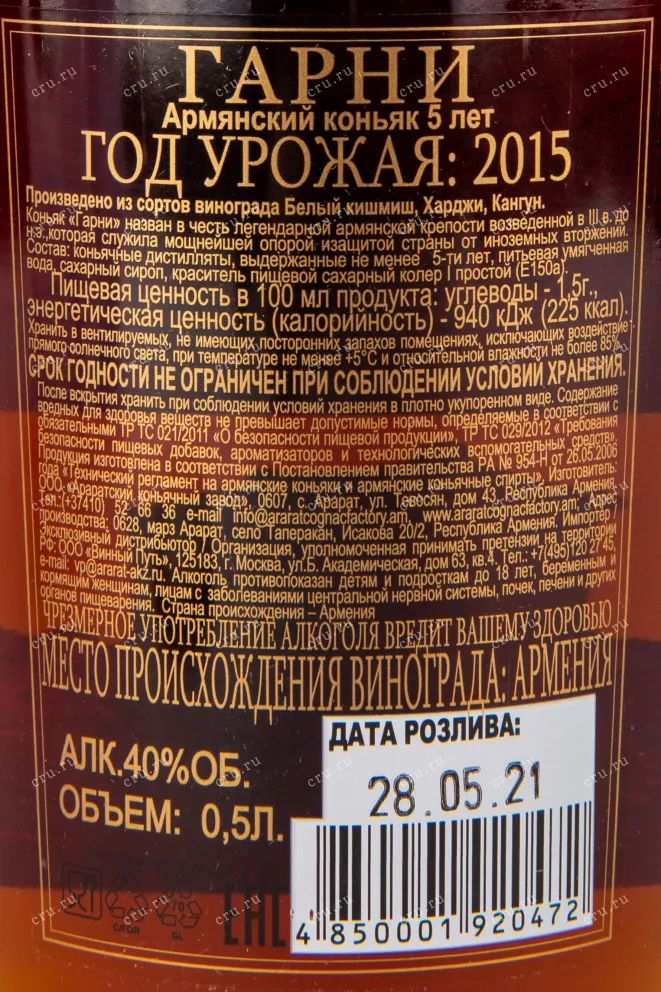 ГАРНИ
Армянский коньяк 5 лет
ГОД УРОЖАЯ: 2015
Произведено из сортов винограда Белый кишмиш, Харджи, Кангун.
Коньяк «Гарни» назван в честь легендарной армянской крепости возведенной в III в. до
н.э.которая служила мощнейшей опорой изащитой страны от иноземных вторжений.
Состав: коньячные дистилляты, выдержанные не менее 5-ти лет, питьевая умягченная
вода, сахарный сироп, краситель пищевой сахарный колер I простой (Е150а).
Пищевая ценность в 100 мл продукта: углеводы - 1,5г.,
энергетическая ценность (калорийность) - 940 кДж (225 ккал).
Хранить в вентилируемых, не имеющих посторонних запахов помещениях, исключающих воздействие
прямого солнечного света, при температуре не менее +5°С и относительной влажности не более 85%.
СРОК ГОДНОСТИ НЕ ОГРАНИЧЕН ПРИ СОБЛЮДЕНИИ УСЛОВИЙ ХРАНЕНИЯ.
После вскрытия хранить при соблюдении условий хранения в плотно укупоренном виде. Содержание
вредных для здоровья веществ не превышает допустимые нормы, определяемые в соответствии с
обязательными ТР ТС 021/2011 «О безопасности пищевой продукции», ТР ТС 029/2012 «Требования
безопасности пищевых добавок, ароматизаторов и технологических вспомогательных средств».
Продукция изготовлена в соответствии с Постановлением правительства РА № 954-Н от 26.05.2006
года «Технический регламент на армянские коньяки и армянские коньячные спирты». Изготовитель:
ООО «Араратский коньячный завод», 0607, с. Арарат, ул. Тевосян, дом 43, Республика Армения,
тел.:+37410) 52 66 36 e-mail info@araratcognacfactory.am, www.araratcognacfactory.am, Адрес
производства: 0628, марз Арарат, село Таперакан, Исакова 20/2, Республика Армения. Импортер /
Эксклюзивный дистрибьютор / Организация, уполномоченная принимать претензии на территории
РФ: ООО «Винный Путь», 125183, г. Москва, ул.Б. Академическая, дом 63, кв.4. Тел.: +7(495)120 27 45,
e-mail: vp@ararat-akz.ru. Алкоголь противопоказан детям и подросткам до 18 лет, беременным и
кормящим женщинам, лицам с заболеваниями центральной нервной системы, почек, печени и других
органов пищеварения. Страна происхождения – Армения
ЧРЕЗМЕРНОЕ УПОТРЕБЛЕНИЕ АЛКОГОЛЯ ВРЕДИТ ВАШЕМУ ЗДОРОВЬЮ
МЕСТО ПРОИСХОЖДЕНИЯ ВИНОГРАДА: АРМЕНИЯ
АЛК.40%ОБ.
ОБЪЕМ: 0,5Л.
ДАТА РОЗЛИВА:
28.05.21
4 850001 920472
C/FOR
70
GL
EAC
cru.ru